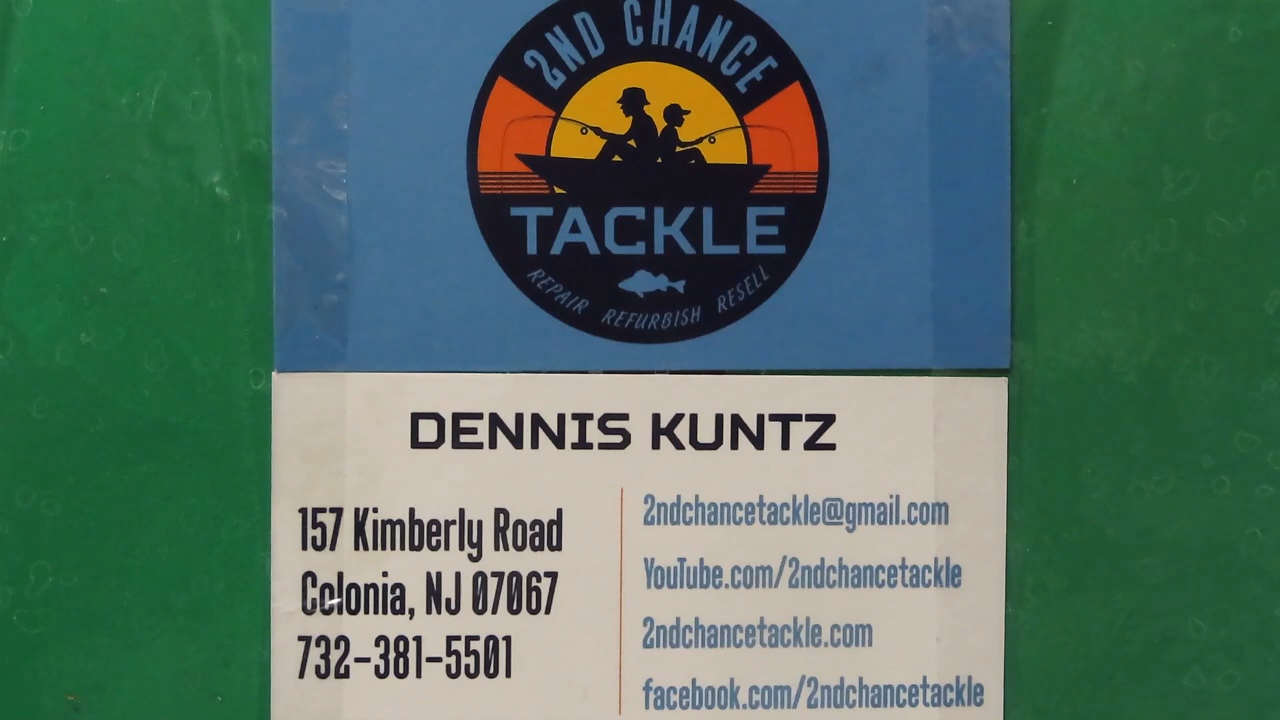 2ND CHANCE
TACKLE
REPAIR REFURBISH RESELL
DENNIS KUNTZ
157 Kimberly Road
Colonia, NJ 07067
732-381-5501
2ndchancetackle@gmail.com
YouTube.com/2ndchancetackle
2ndchancetackle.com
facebook.com/2ndchancetackle